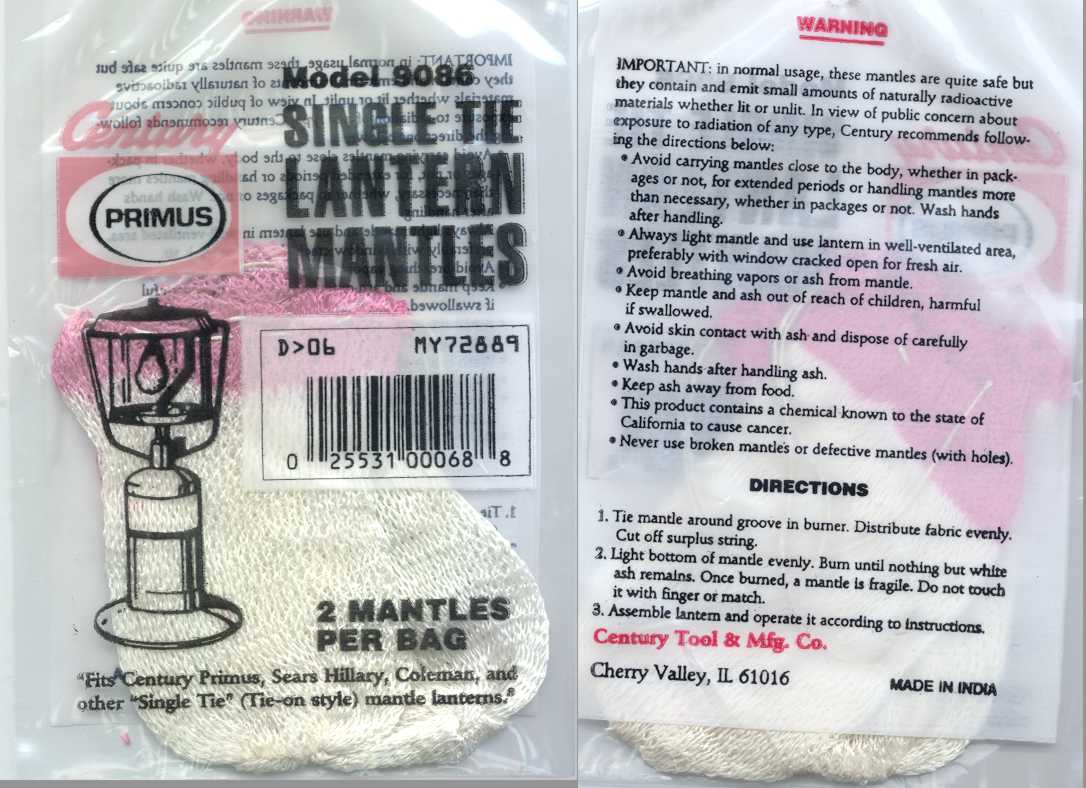 Model 9086
SINGLE TIE
LANTERN
MANTLES
Century
PRIMUS
D>06 MY72889
0 25531 00068 8
2 MANTLES
PER BAG
"Fits Century Primus, Sears Hillary, Coleman, and
other "Single Tie" (Tie-on style) mantle lanterns."
WARNING
IMPORTANT: in normal usage, these mantles are quite safe but
they contain and emit small amounts of naturally radioactive
materials whether lit or unlit. In view of public concern about
exposure to radiation of any type, Century recommends follow-
ing the directions below:
• Avoid carrying mantles close to the body, whether in pack-
ages or not, for extended periods or handling mantles more
than necessary, whether in packages or not. Wash hands
after handling.
• Always light mantle and use lantern in well-ventilated area,
preferably with window cracked open for fresh air.
• Avoid breathing vapors or ash from mantle.
• Keep mantle and ash out of reach of children, harmful
if swallowed.
• Avoid skin contact with ash and dispose of carefully
in garbage.
• Wash hands after handling ash.
• Keep ash away from food.
• This product contains a chemical known to the state of
California to cause cancer.
• Never use broken mantles or defective mantles (with holes).
DIRECTIONS
1. Tie mantle around groove in burner. Distribute fabric evenly.
Cut off surplus string.
2. Light bottom of mantle evenly. Burn until nothing but white
ash remains. Once burned, a mantle is fragile. Do not touch
it with finger or match.
3. Assemble lantern and operate it according to instructions.
Century Tool & Mfg. Co.
Cherry Valley, IL 61016
MADE IN INDIA